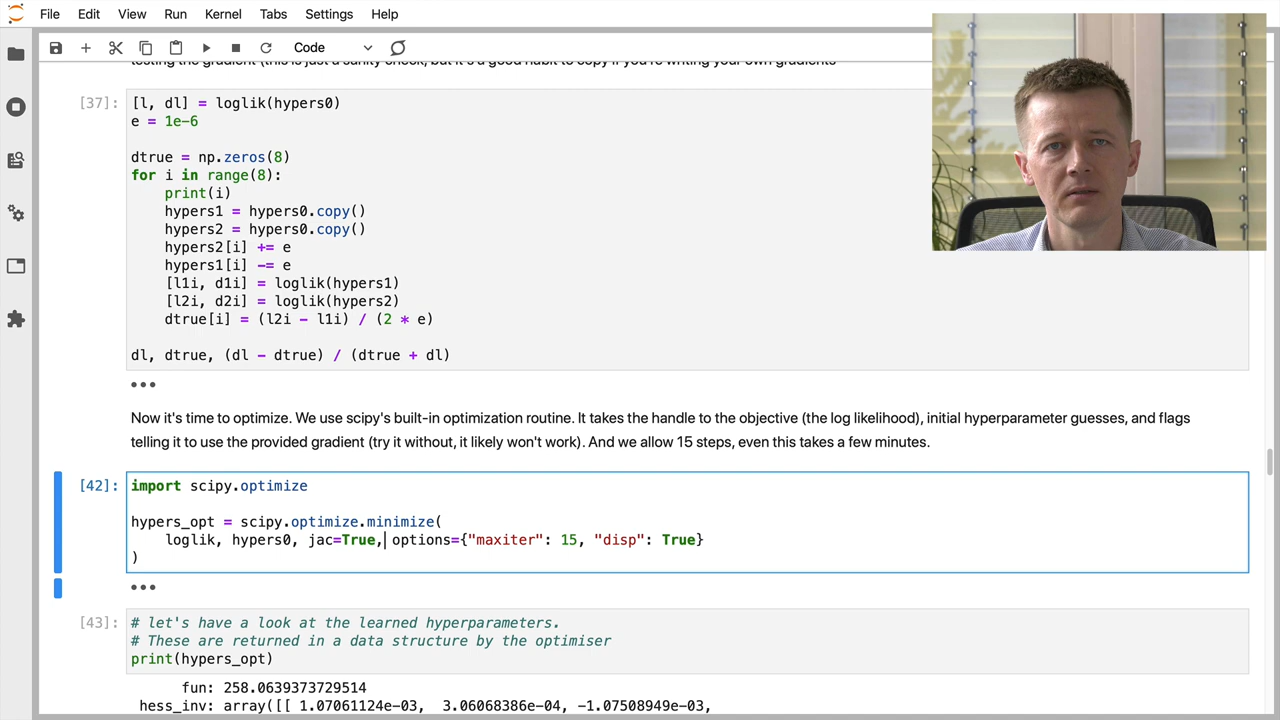 File Edit View Run Kernel Tabs Settings Help
Code
testing the gradient (this is just a sanity check, but it's a good habit to copy if you're writing your own gradients
[37]: [l, dl] = loglik(hypers0)
e = 1e-6
dtrue = np.zeros(8)
for i in range(8):
print(i)
hypers1 = hypers0.copy()
hypers2 = hypers0.copy()
hypers2[i] += e
hypers1[i] -= e
[l1i, d1i] = loglik(hypers1)
[l2i, d2i] = loglik(hypers2)
dtrue[i] = (l2i - l1i) / (2 * e)
dl, dtrue, (dl - dtrue) / (dtrue + dl)
•••
Now it's time to optimize. We use scipy's built-in optimization routine. It takes the handle to the objective (the log likelihood), initial hyperparameter guesses, and flags
telling it to use the provided gradient (try it without, it likely won't work). And we allow 15 steps, even this takes a few minutes.
[42]: import scipy.optimize
hypers_opt = scipy.optimize.minimize(
loglik, hypers0, jac=True, options={"maxiter": 15, "disp": True}
)
•••
[43]: # let's have a look at the learned hyperparameters.
# These are returned in a data structure by the optimiser
print(hypers_opt)
fun: 258.0639373729514
hess_inv: array([[ 1.07061124e-03, 3.06068386e-04, -1.07508949e-03,